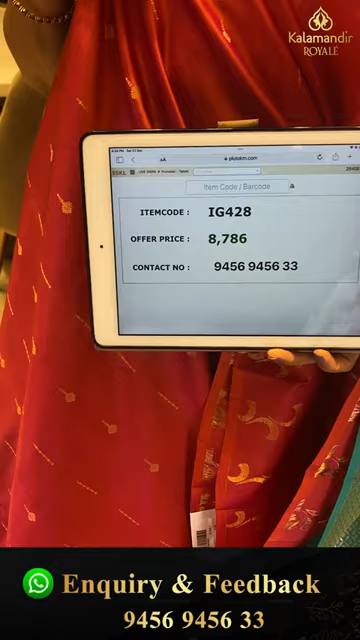 Kalamandir
ROYALÉ
plutokm.com
Item Code / Barcode
ITEMCODE : IG428
OFFER PRICE : 8,786
CONTACT NO : 9456 9456 33
Enquiry & Feedback
9456 9456 33